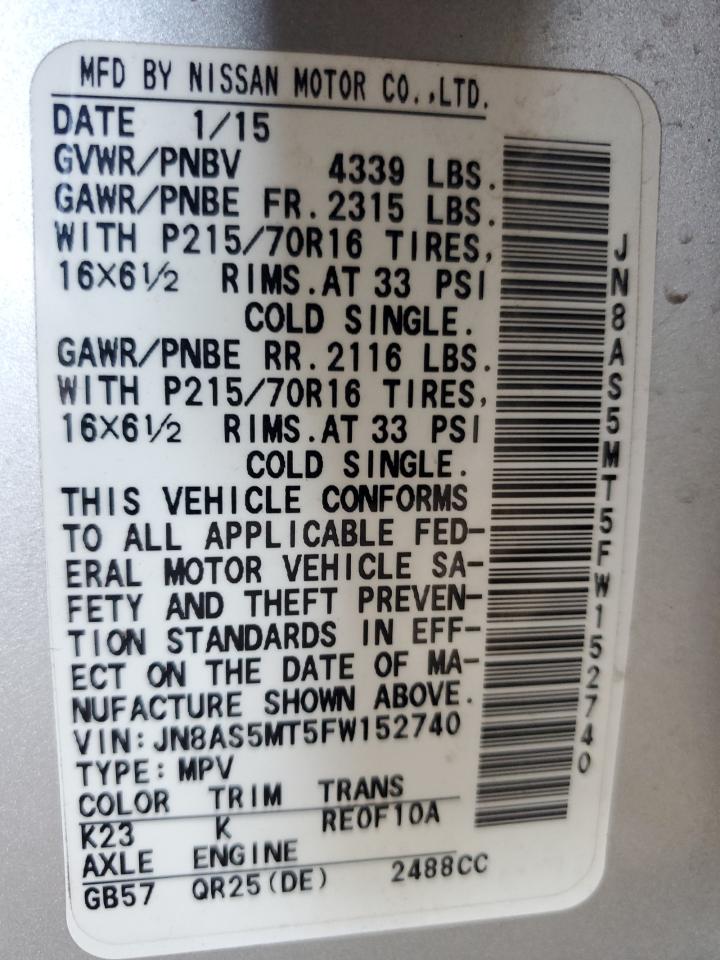 MFD BY NISSAN MOTOR CO.,LTD.
DATE 1/15
GVWR/PNBV 4339 LBS.
GAWR/PNBE FR. 2315 LBS.
WITH P215/70R16 TIRES,
16X6½ RIMS. AT 33 PSI
COLD SINGLE.
GAWR/PNBE RR. 2116 LBS.
WITH P215/70R16 TIRES,
16X6½ RIMS. AT 33 PSI
COLD SINGLE.
THIS VEHICLE CONFORMS
TO ALL APPLICABLE FED-
ERAL MOTOR VEHICLE SA-
FETY AND THEFT PREVEN-
TION STANDARDS IN EFF-
ECT ON THE DATE OF MA-
NUFACTURE SHOWN ABOVE.
VIN: JN8AS5MT5FW152740
TYPE: MPV
COLOR TRIM TRANS
K23 K RE0F10A
AXLE ENGINE
GB57 QR25(DE) 2488CC
JN8AS5MT5FW152740